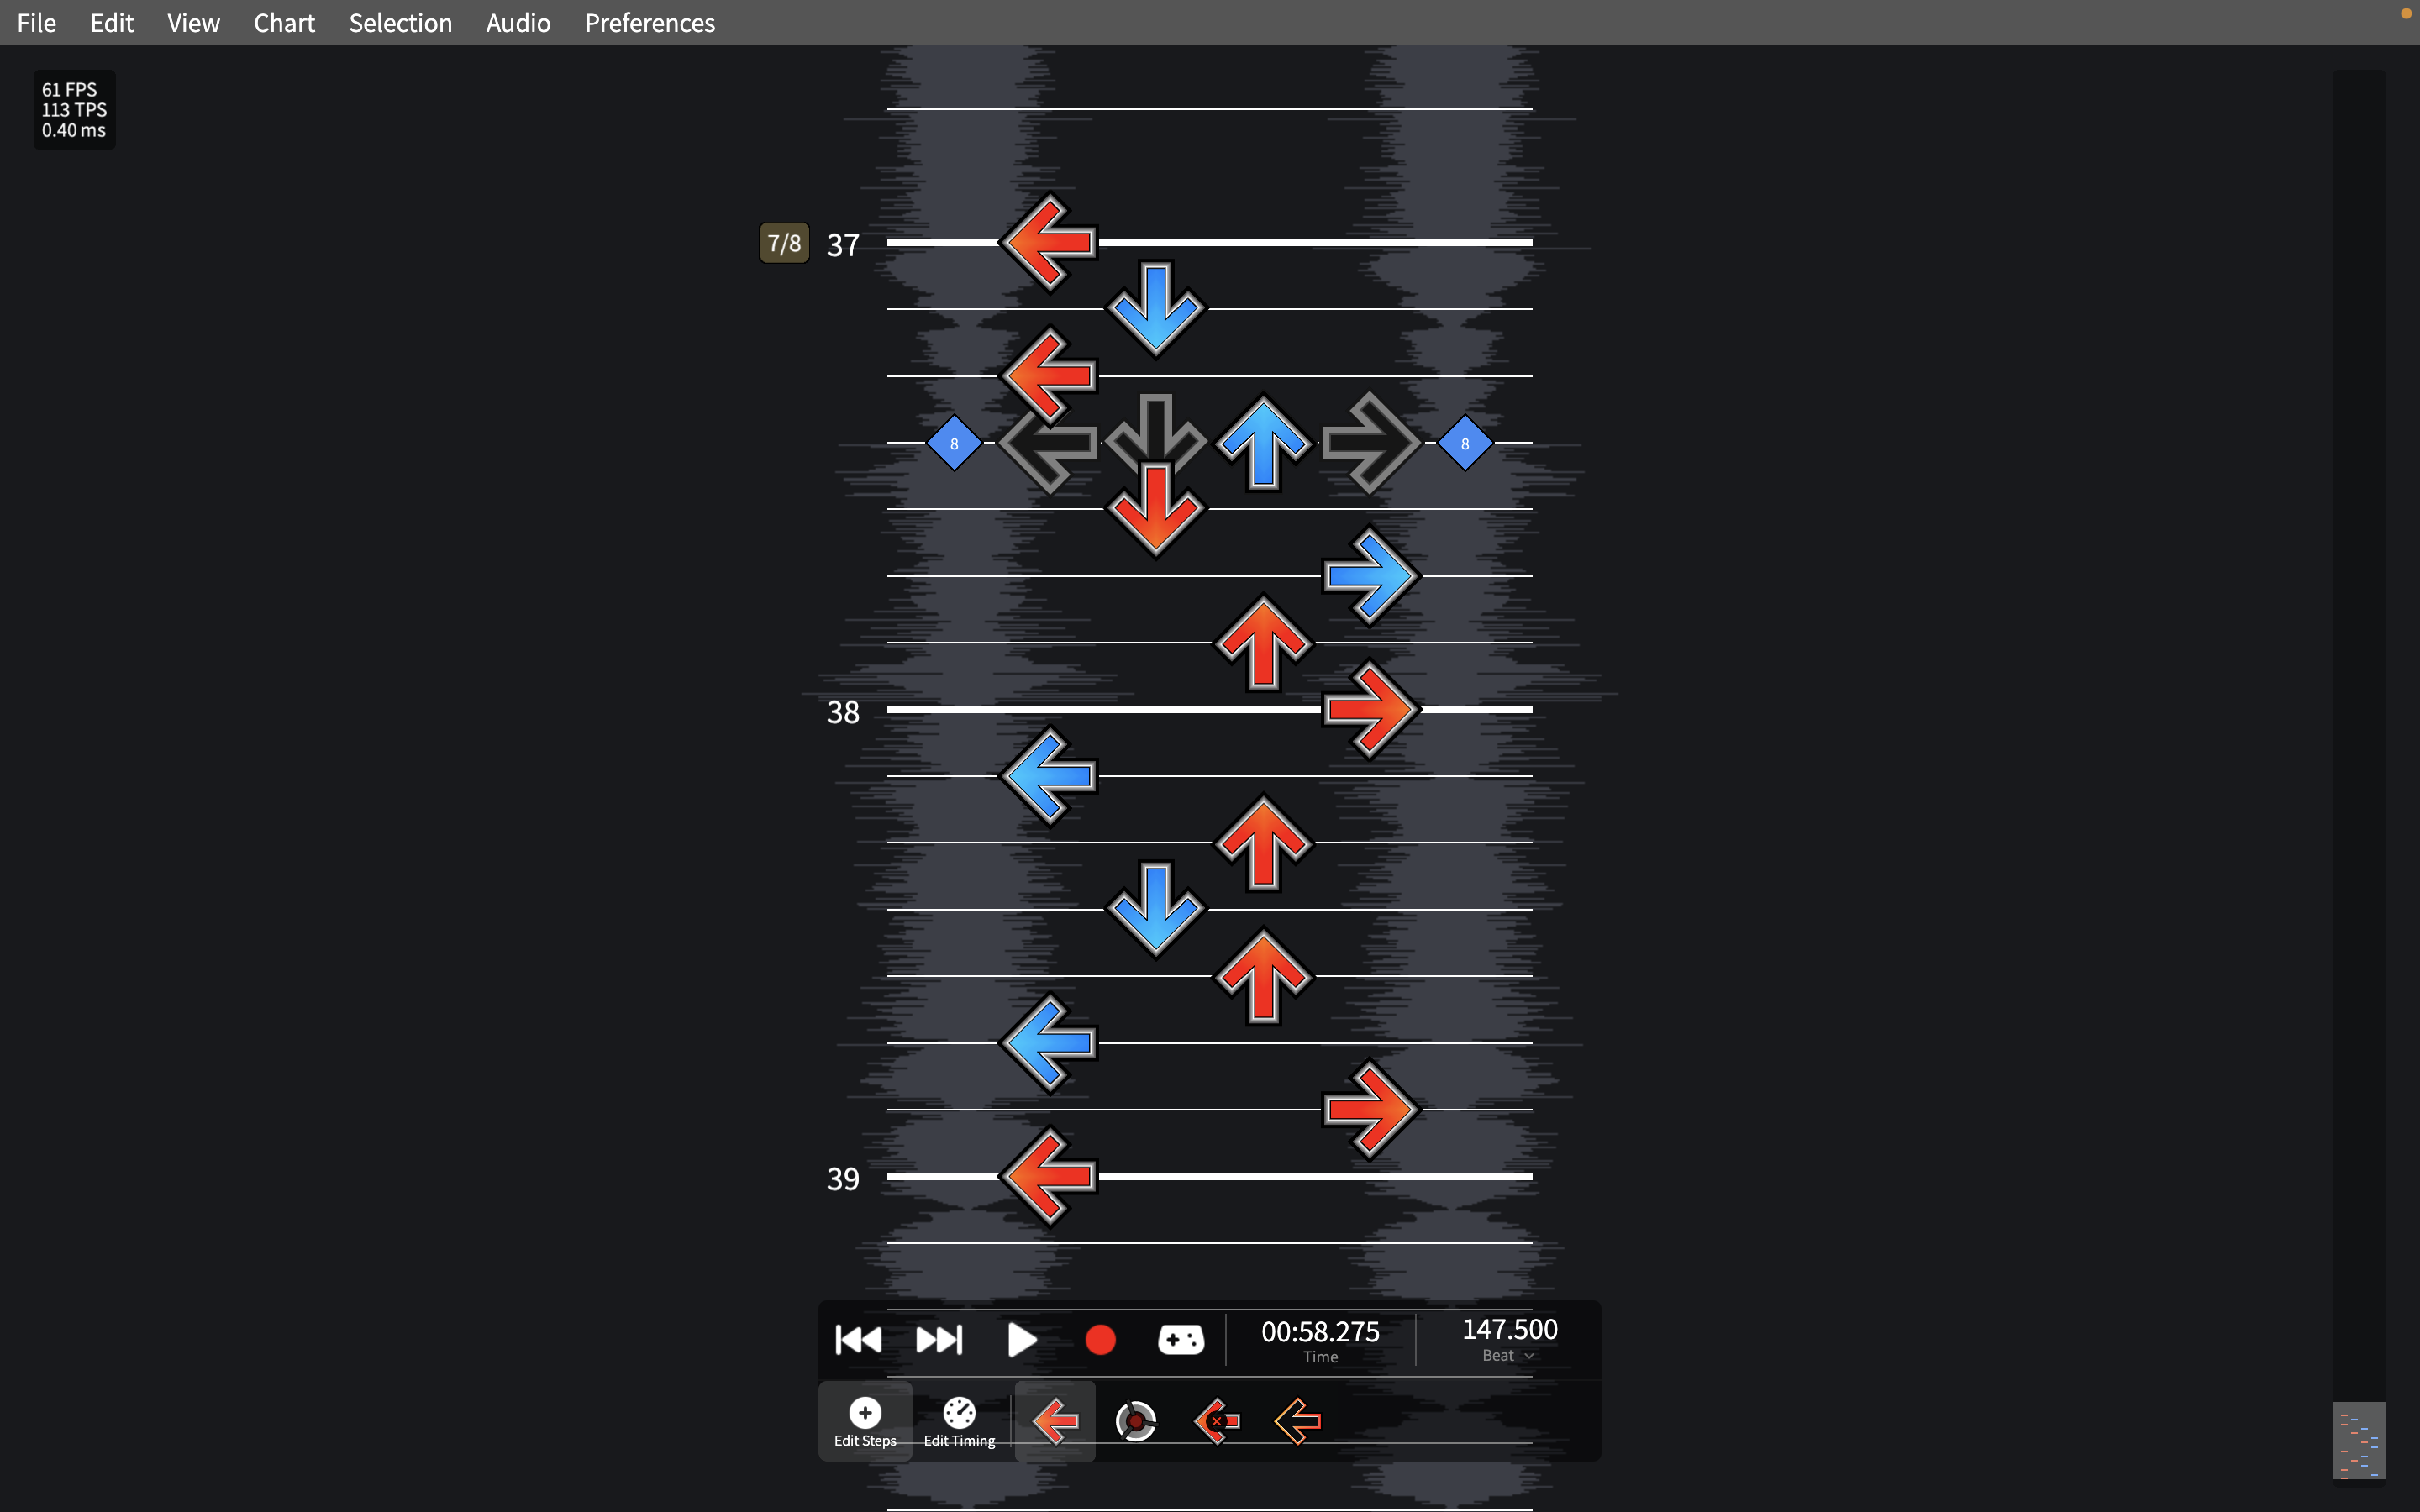 File Edit View Chart Selection Audio Preferences
61 FPS
113 TPS
0.40 ms
7/8 37
8 8
38
39
00:58.275 147.500
Time Beat
Edit Steps Edit Timing